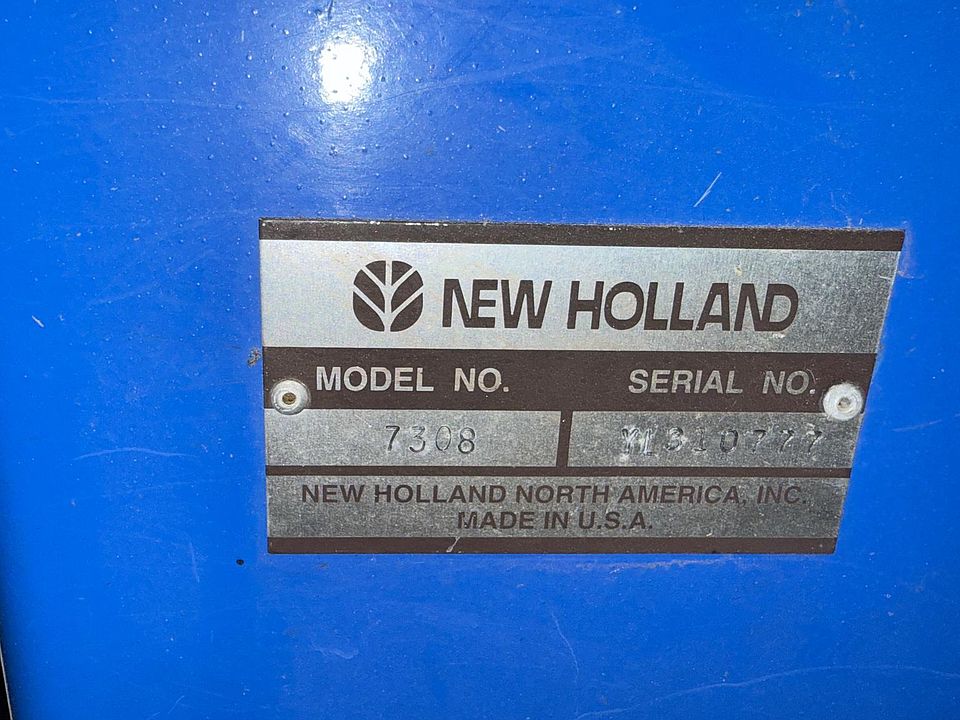 NEW HOLLAND
MODEL NO. SERIAL NO.
7308
NEW HOLLAND NORTH AMERICA, INC.
MADE IN U.S.A.